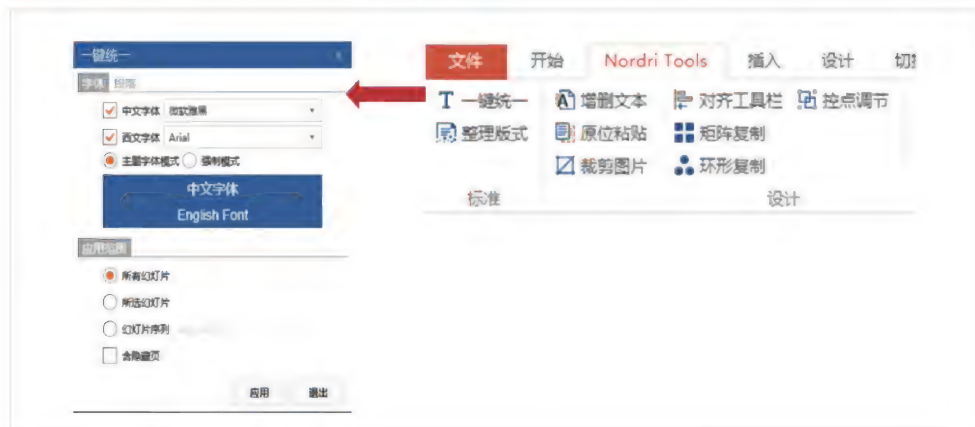 一键统一
字体 段落
中文字体 微软雅黑
西文字体 Arial
主题字体模式 强制模式
中文字体
English Font
应用范围
所有幻灯片
所选幻灯片
幻灯片序列
含隐藏页
应用 退出
文件 开始 Nordri Tools 插入 设计
一键统一 增删文本 对齐工具栏 控点调节
整理版式 原位粘贴 矩阵复制
裁剪图片 环形复制
标准 设计